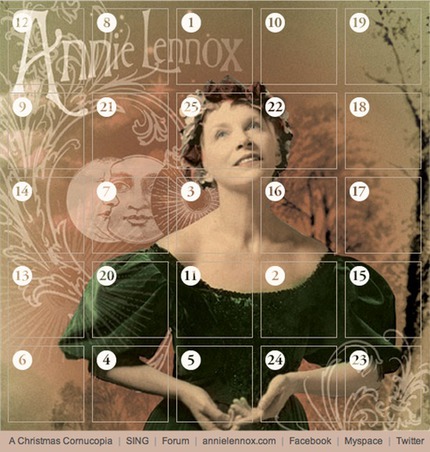 Annie Lennox
12 8 1 10 19
9 21 25 22 18
14 7 3 16 17
13 20 11 2 15
6 4 5 24 23
A Christmas Cornucopia | SING | Forum | annielennox.com | Facebook | Myspace | Twitter